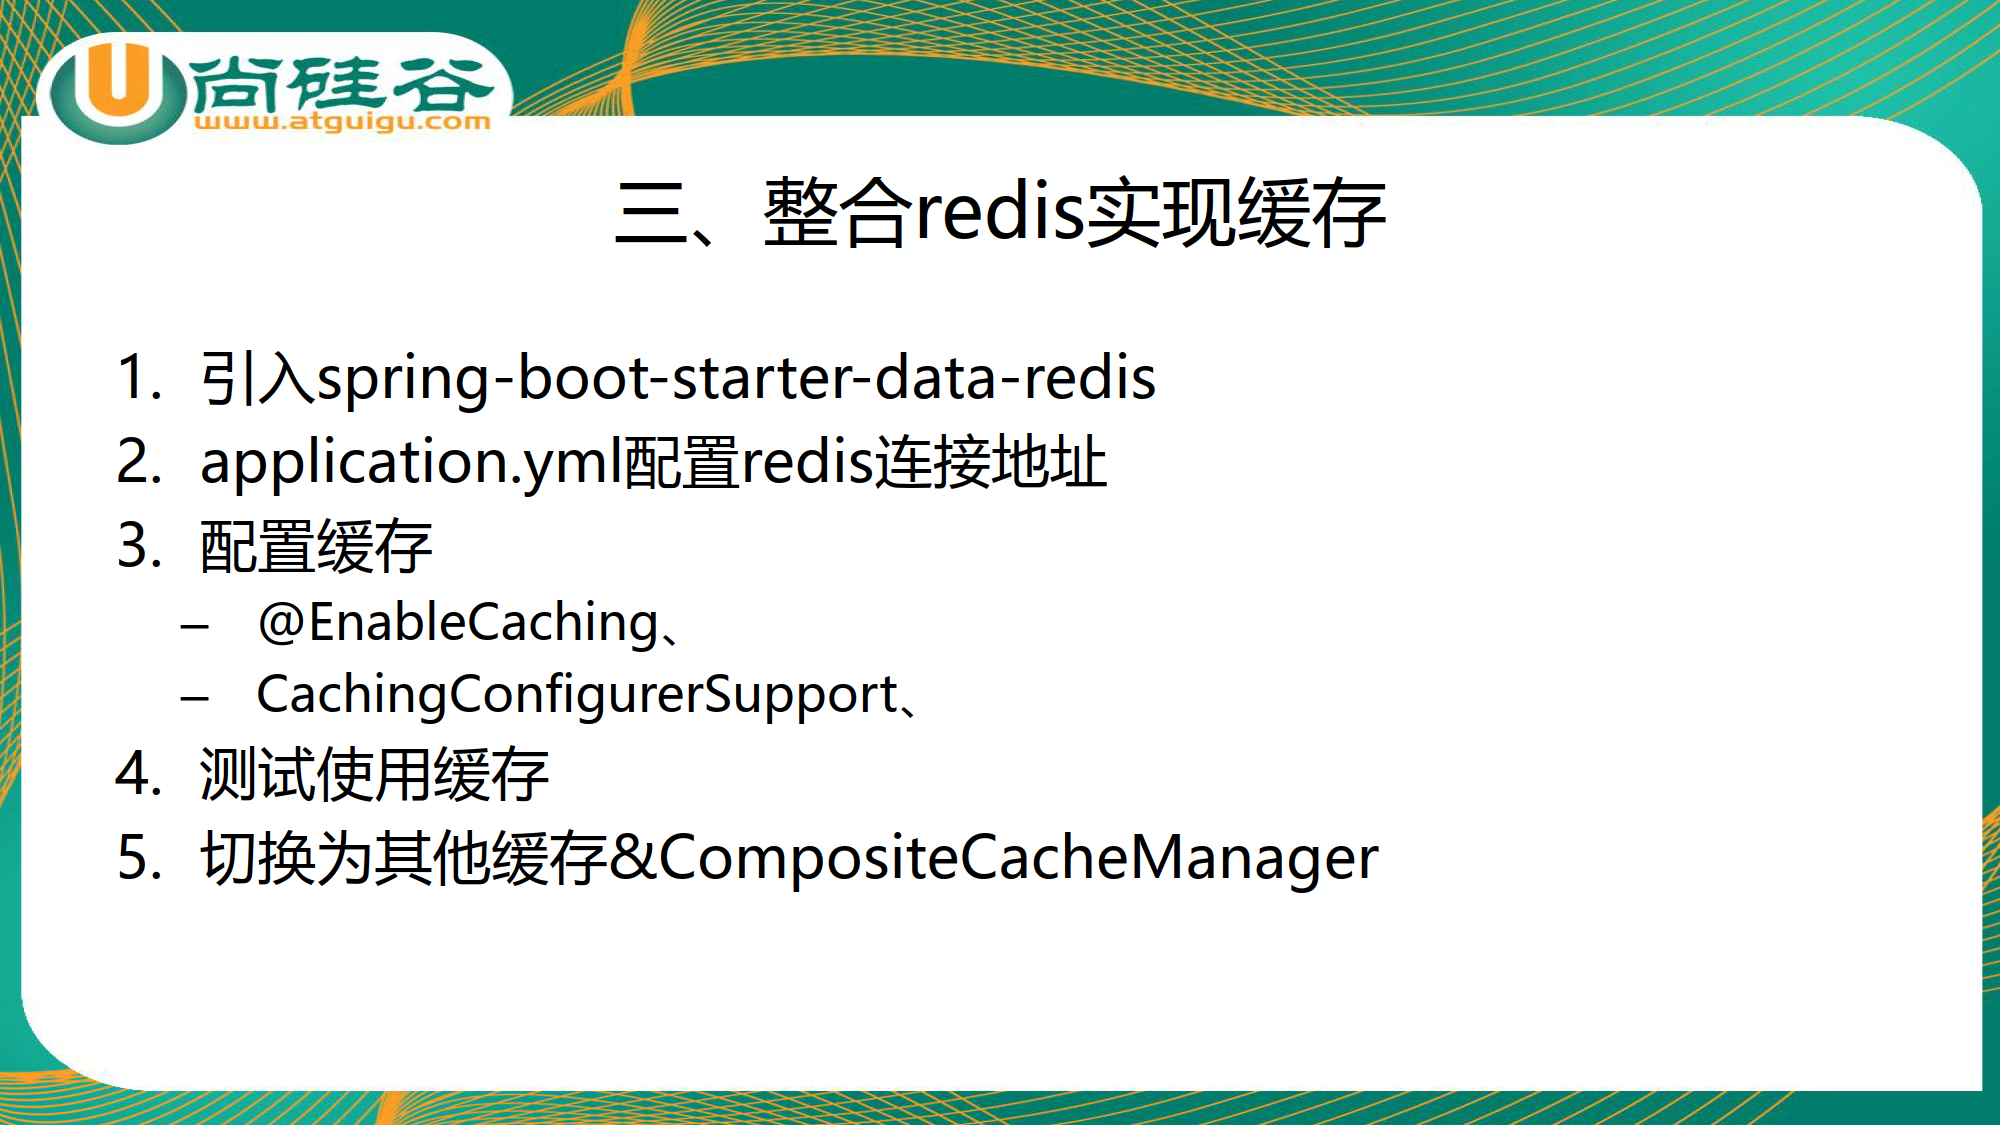 尚硅谷
www.atguigu.com
三、整合redis实现缓存
1. 引入spring-boot-starter-data-redis
2. application.yml配置redis连接地址
3. 配置缓存
– @EnableCaching、
– CachingConfigurerSupport、
4. 测试使用缓存
5. 切换为其他缓存&CompositeCacheManager